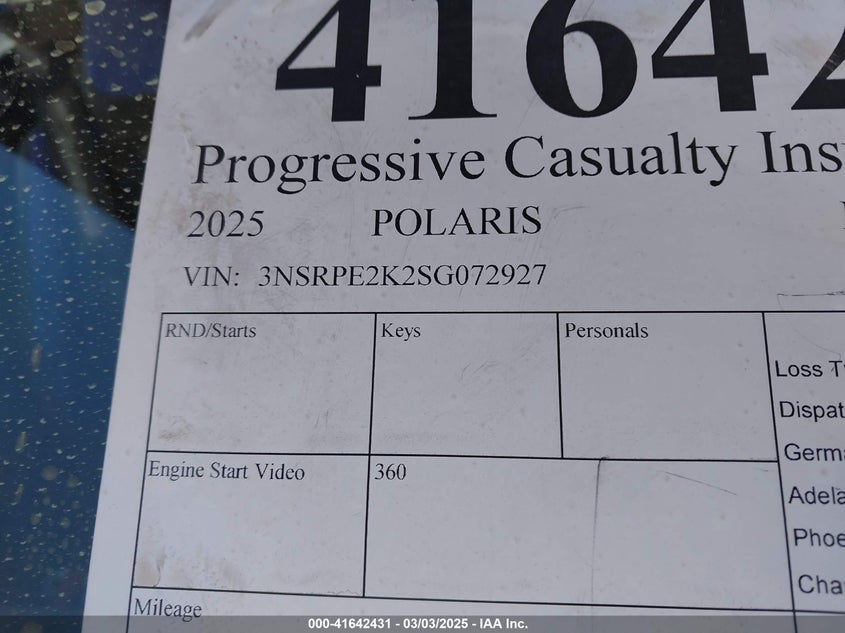 4164
Progressive Casualty Ins
2025 POLARIS
VIN: 3NSRPE2K2SG072927
RND/Starts Keys Personals
Loss T
Dispat
Germa
Adela
Phoe
Cha
Engine Start Video 360
Mileage
000-41642431 - 03/03/2025 - IAA Inc.